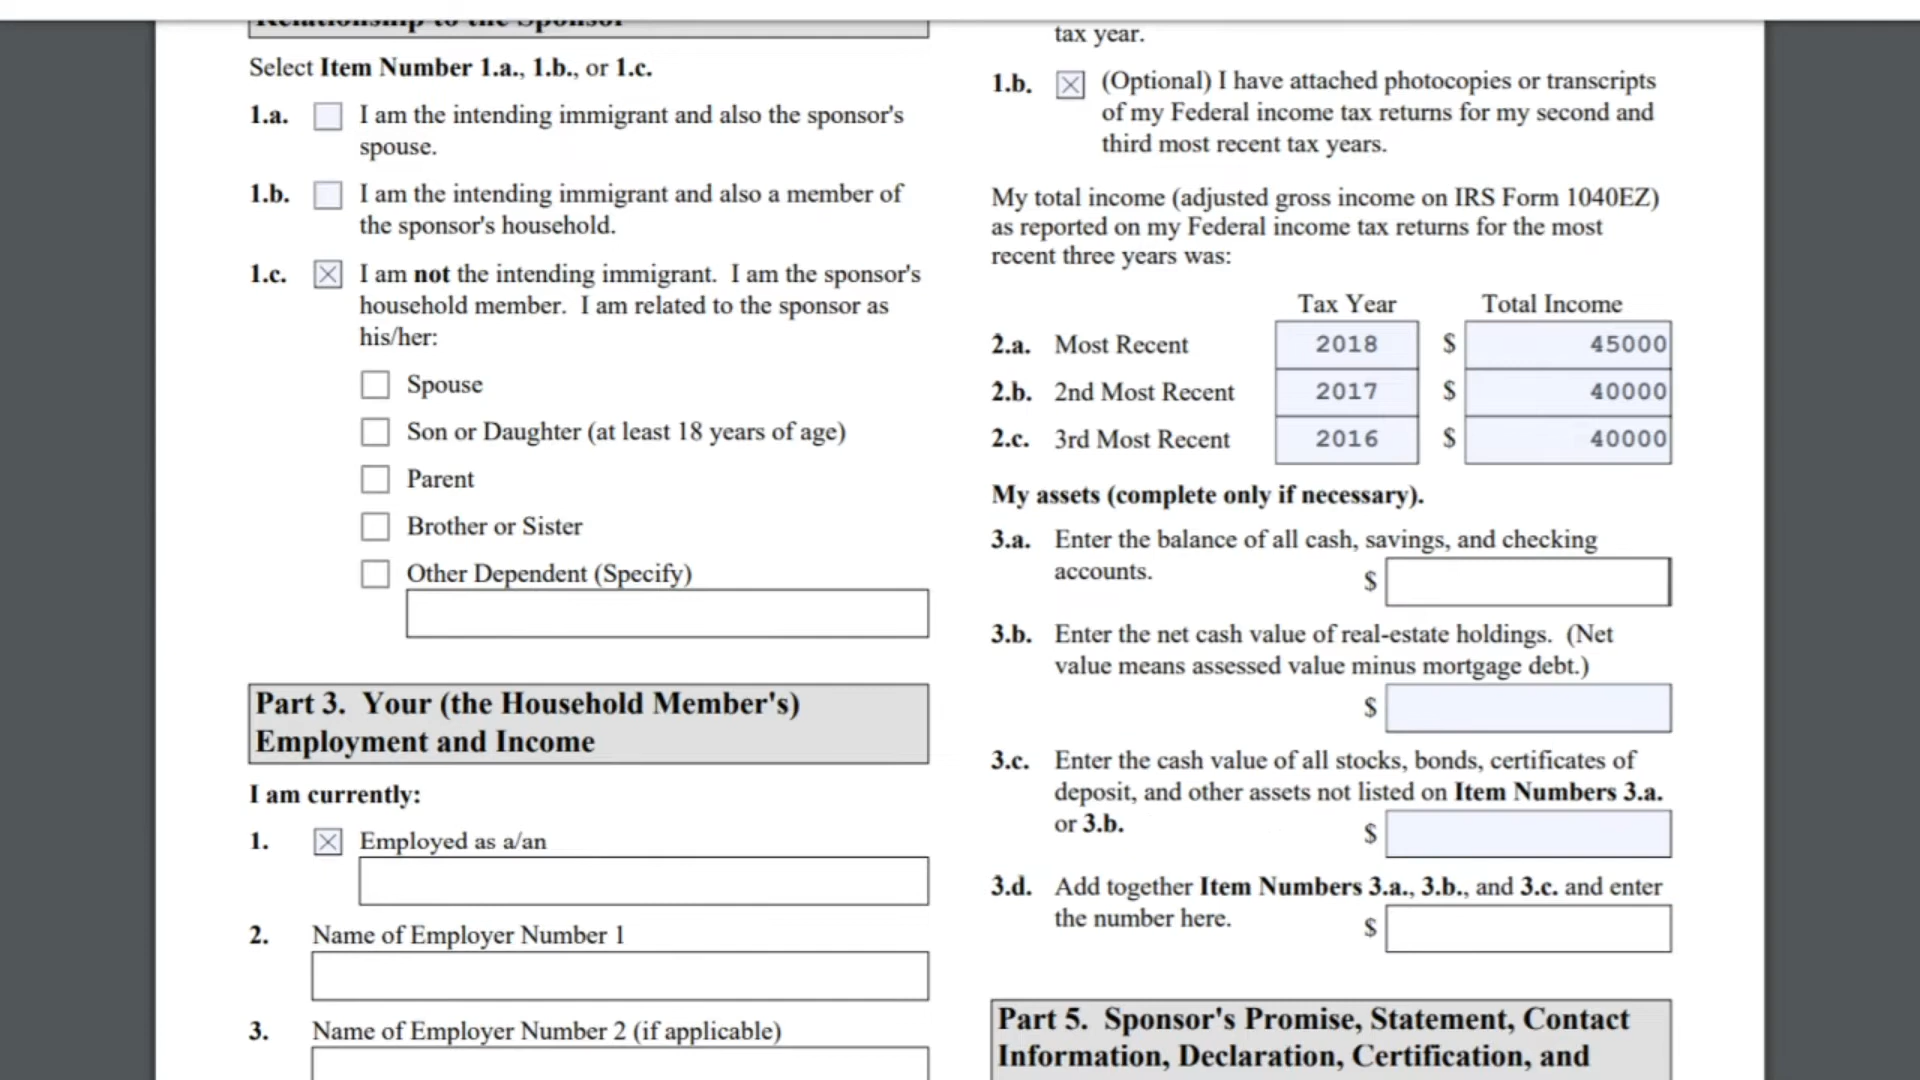 Relationship to the Sponsor
Select Item Number 1.a., 1.b., or 1.c.
1.a. I am the intending immigrant and also the sponsor's
spouse.
1.b. I am the intending immigrant and also a member of
the sponsor's household.
1.c. I am not the intending immigrant. I am the sponsor's
household member. I am related to the sponsor as
his/her:
Spouse
Son or Daughter (at least 18 years of age)
Parent
Brother or Sister
Other Dependent (Specify)
Part 3. Your (the Household Member's)
Employment and Income
I am currently:
1. Employed as a/an
2. Name of Employer Number 1
3. Name of Employer Number 2 (if applicable)
tax year.
1.b. (Optional) I have attached photocopies or transcripts
of my Federal income tax returns for my second and
third most recent tax years.
My total income (adjusted gross income on IRS Form 1040EZ)
as reported on my Federal income tax returns for the most
recent three years was:
Tax Year Total Income
2.a. Most Recent 2018 $ 45000
2.b. 2nd Most Recent 2017 $ 40000
2.c. 3rd Most Recent 2016 $ 40000
My assets (complete only if necessary).
3.a. Enter the balance of all cash, savings, and checking
accounts. $
3.b. Enter the net cash value of real-estate holdings. (Net
value means assessed value minus mortgage debt.)
$
3.c. Enter the cash value of all stocks, bonds, certificates of
deposit, and other assets not listed on Item Numbers 3.a.
or 3.b. $
3.d. Add together Item Numbers 3.a., 3.b., and 3.c. and enter
the number here. $
Part 5. Sponsor's Promise, Statement, Contact
Information, Declaration, Certification, and